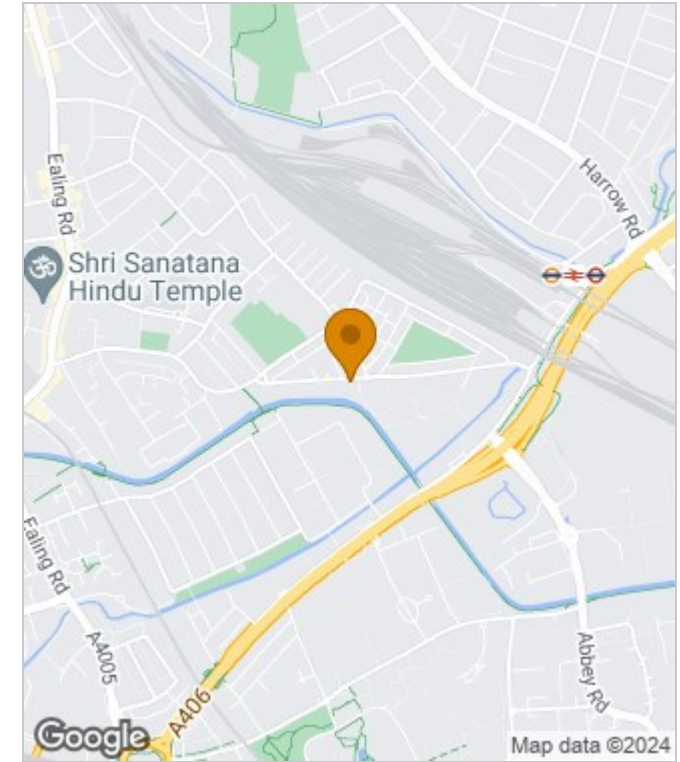 Ealing Rd
Harrow Rd
ॐ
Shri Sanatana
Hindu Temple
Ealing Rd
A4005
A406
Abbey Rd
Google
Map data ©2024